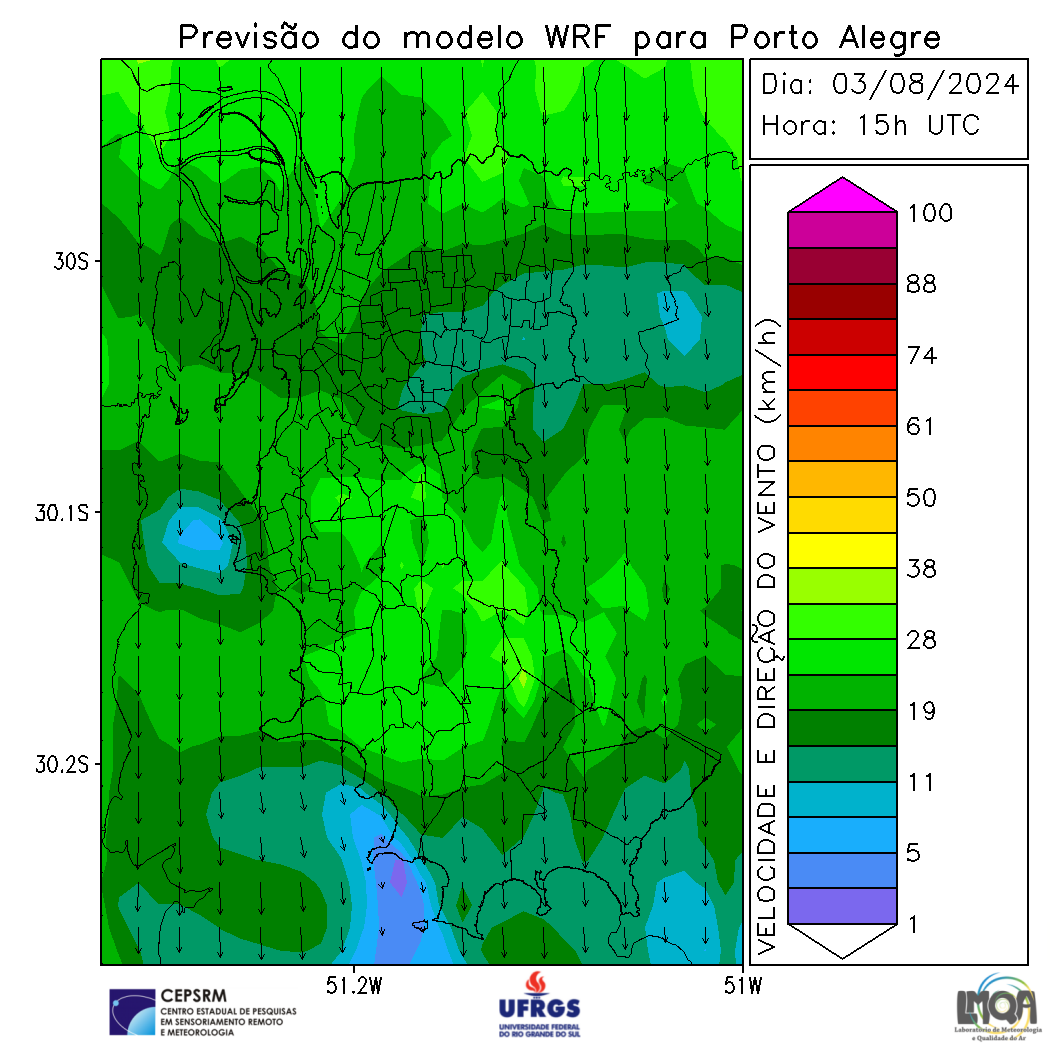 Previsão do modelo WRF para Porto Alegre
Dia: 03/08/2024
Hora: 15h UTC
30S
30.1S
30.2S
51.2W
51W
VELOCIDADE E DIREÇÃO DO VENTO (km/h)
100
88
74
61
50
38
28
19
11
5
1
CEPSRM
CENTRO ESTADUAL DE PESQUISAS
EM SENSORIAMENTO REMOTO
E METEOROLOGIA
UFRGS
UNIVERSIDADE FEDERAL
DO RIO GRANDE DO SUL
LMQA
Laboratório de Meteorologia
e Qualidade do Ar